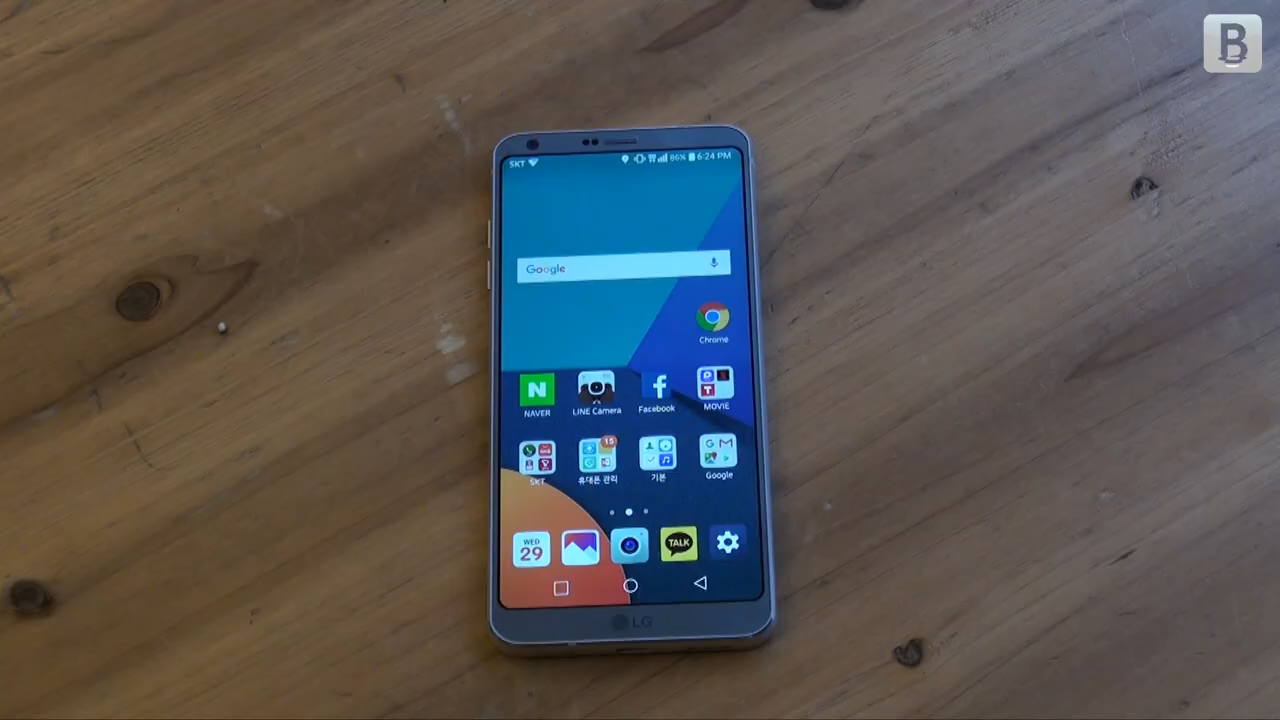 B
SKT
86% 6:24 PM
Google
Chrome
NAVER
LINE Camera
Facebook
MOVIE
15
SKT
휴대폰 관리
기본
Google
WED
29
TALK
LG